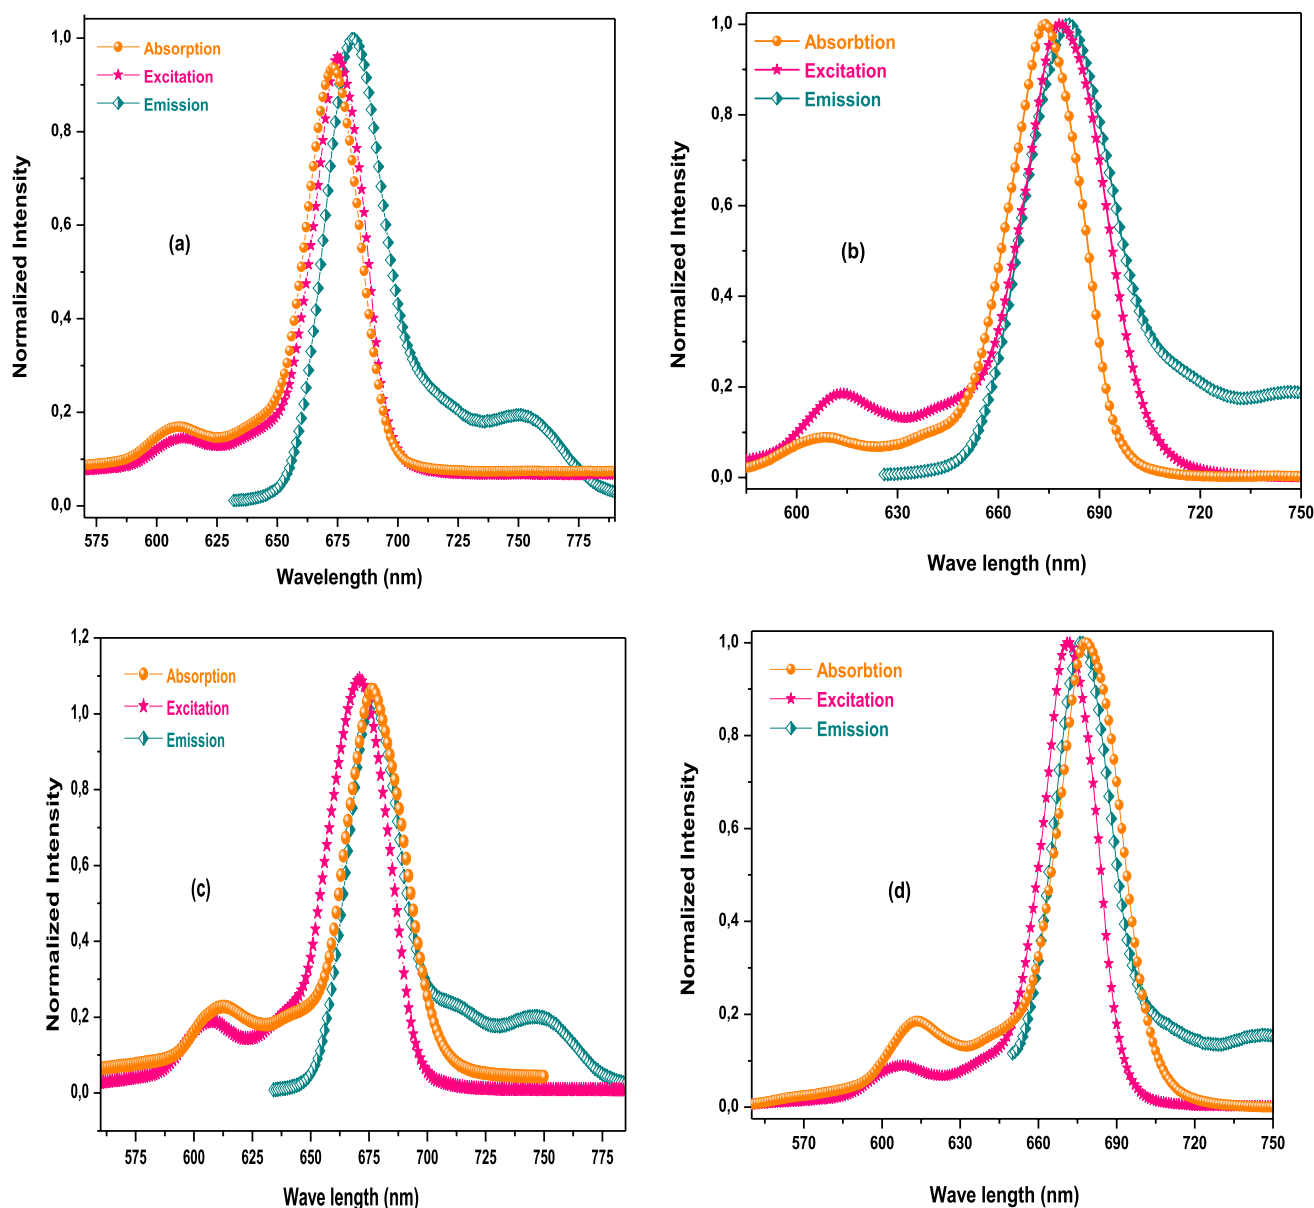 Absorption
Excitation
Emission
(a)
Normalized Intensity
1,0
0,8
0,6
0,4
0,2
0,0
575 600 625 650 675 700 725 750 775
Wavelength (nm)
Absorbtion
Excitation
Emission
(b)
Normalized Intensity
1,0
0,8
0,6
0,4
0,2
0,0
600 630 660 690 720 750
Wave length (nm)
Absorption
Excitation
Emission
(c)
Normalized Intensity
1,2
1,0
0,8
0,6
0,4
0,2
0,0
575 600 625 650 675 700 725 750 775
Wave length (nm)
Absorbtion
Excitation
Emission
(d)
Normalized Intensity
1,0
0,8
0,6
0,4
0,2
0,0
570 600 630 660 690 720 750
Wave length (nm)